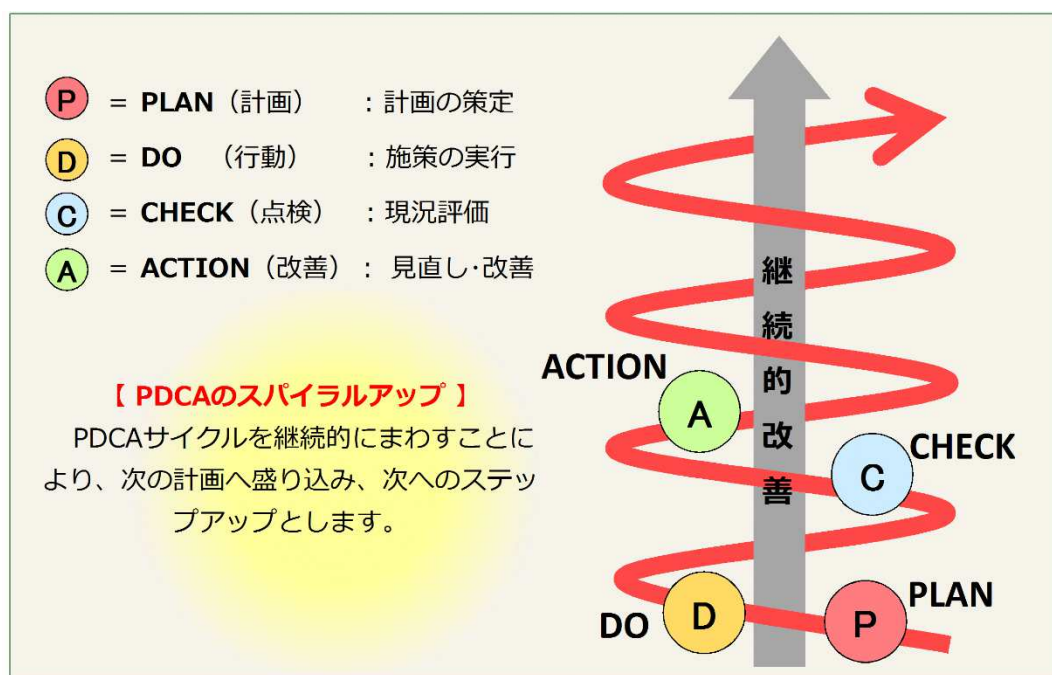 P = PLAN（計画） ：計画の策定
D = DO （行動） ：施策の実行
C = CHECK（点検） ：現況評価
A = ACTION（改善）： 見直し･改善
【 PDCAのスパイラルアップ 】
PDCAサイクルを継続的にまわすことに
より、次の計画へ盛り込み、次へのステッ
プアップとします。
継続的改善
ACTION
A
CHECK
C
PLAN
P
DO
D